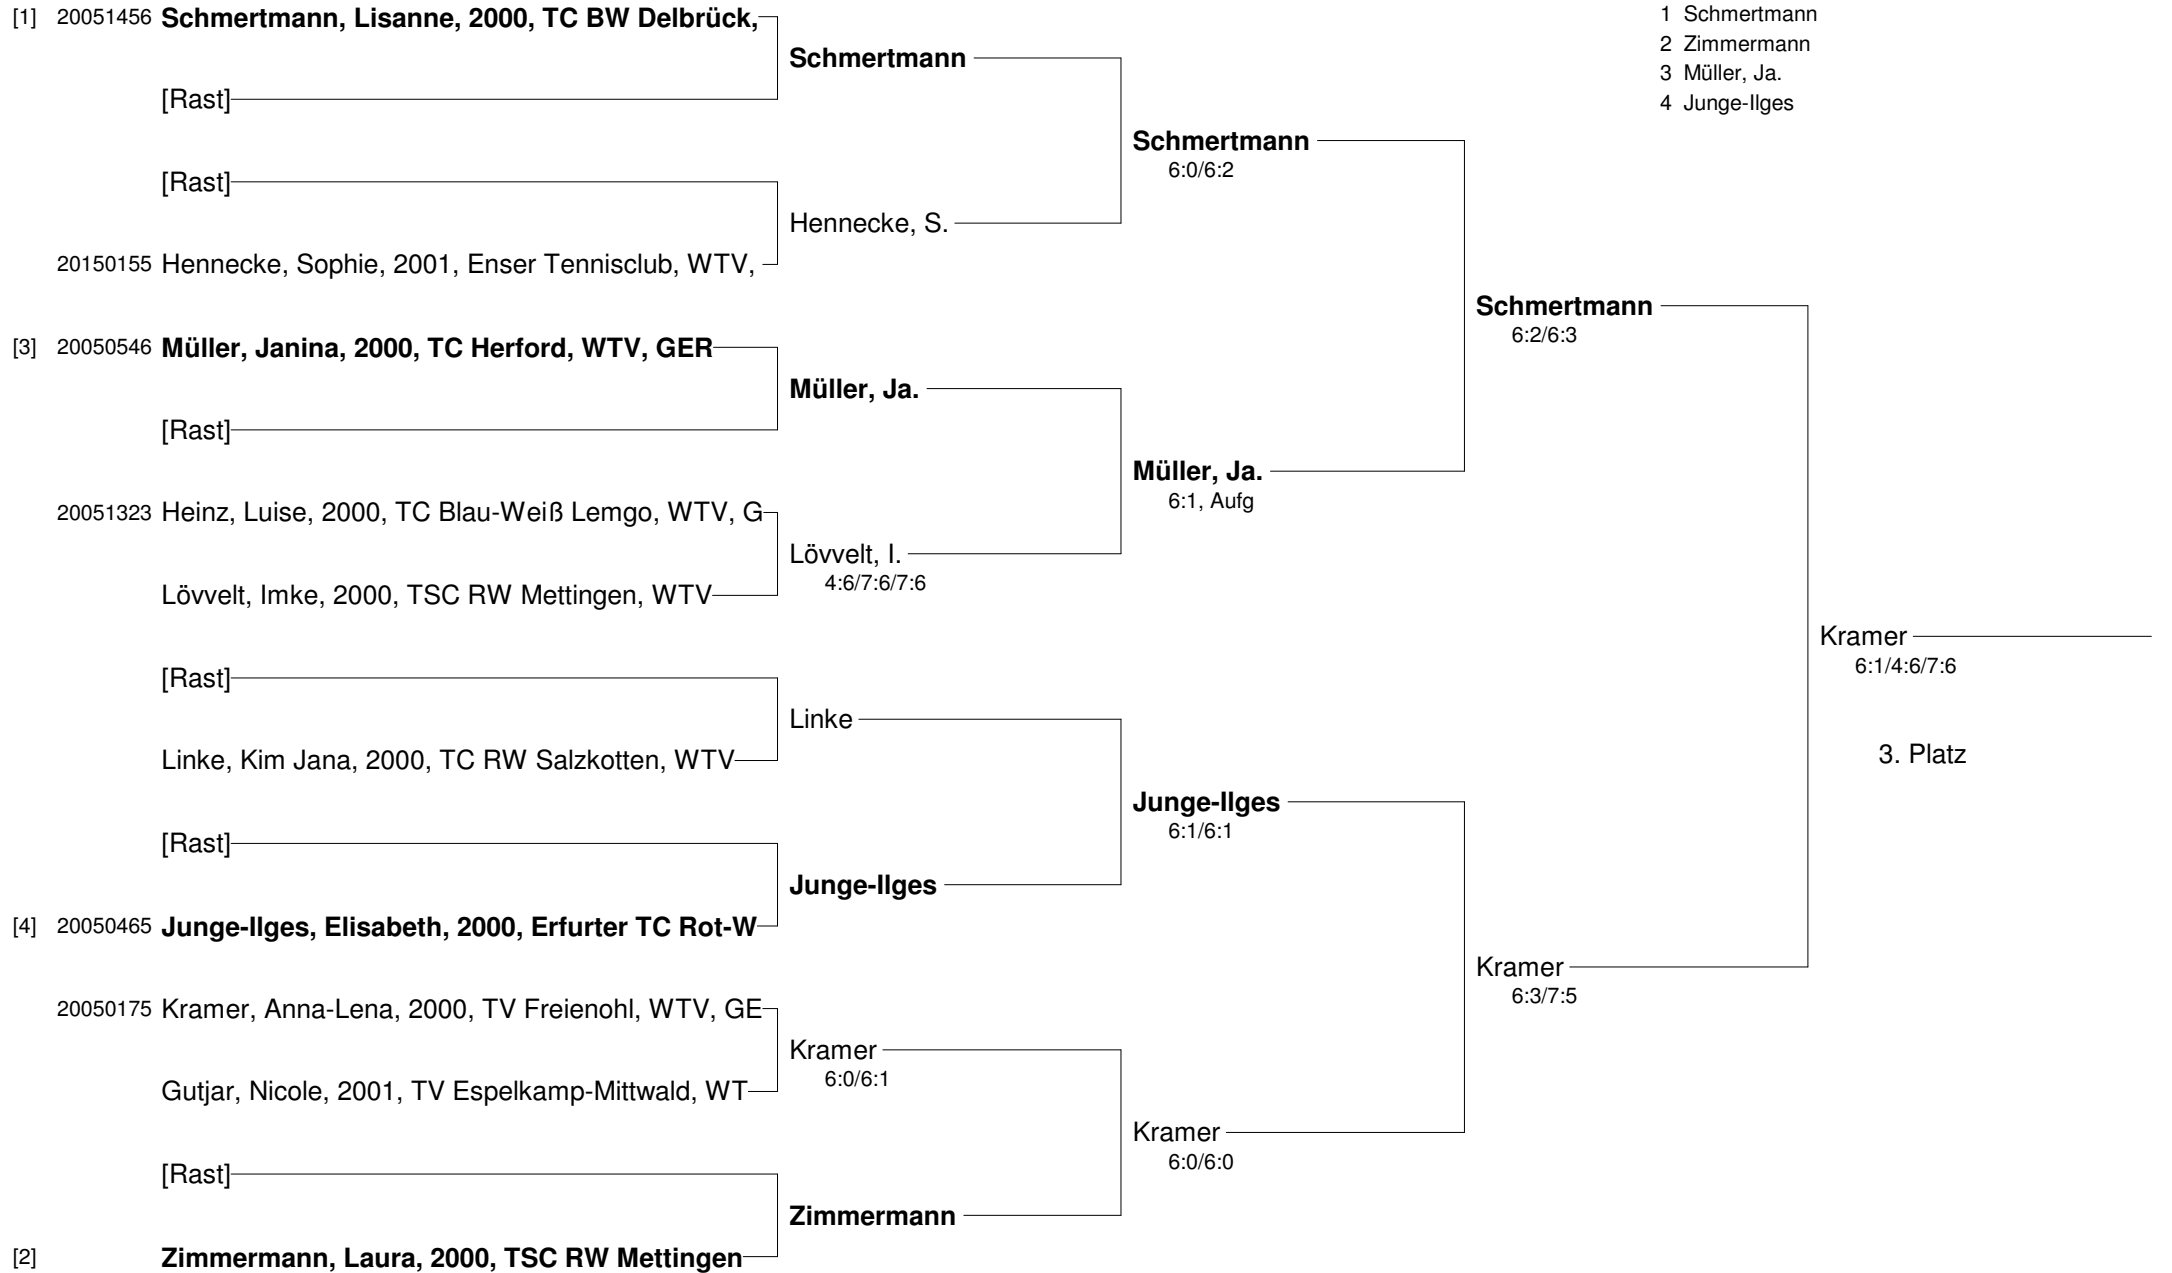 [1] 20051456 Schmertmann, Lisanne, 2000, TC BW Delbrück,
[Rast]
[Rast]
20150155 Hennecke, Sophie, 2001, Enser Tennisclub, WTV,
[3] 20050546 Müller, Janina, 2000, TC Herford, WTV, GER
[Rast]
20051323 Heinz, Luise, 2000, TC Blau-Weiß Lemgo, WTV, G
Lövvelt, Imke, 2000, TSC RW Mettingen, WTV
[Rast]
Linke, Kim Jana, 2000, TC RW Salzkotten, WTV
[Rast]
[4] 20050465 Junge-Ilges, Elisabeth, 2000, Erfurter TC Rot-W
20050175 Kramer, Anna-Lena, 2000, TV Freienohl, WTV, GE
Gutjar, Nicole, 2001, TV Espelkamp-Mittwald, WT
[Rast]
[2] Zimmermann, Laura, 2000, TSC RW Mettingen
Schmertmann
Hennecke, S.
Müller, Ja.
Lövvelt, I.
4:6/7:6/7:6
Linke
Junge-Ilges
Kramer
6:0/6:1
Zimmermann
Schmertmann
6:0/6:2
Müller, Ja.
6:1, Aufg
Junge-Ilges
6:1/6:1
Kramer
6:0/6:0
Schmertmann
6:2/6:3
Kramer
6:3/7:5
Kramer
6:1/4:6/7:6
3. Platz
1 Schmertmann
2 Zimmermann
3 Müller, Ja.
4 Junge-Ilges